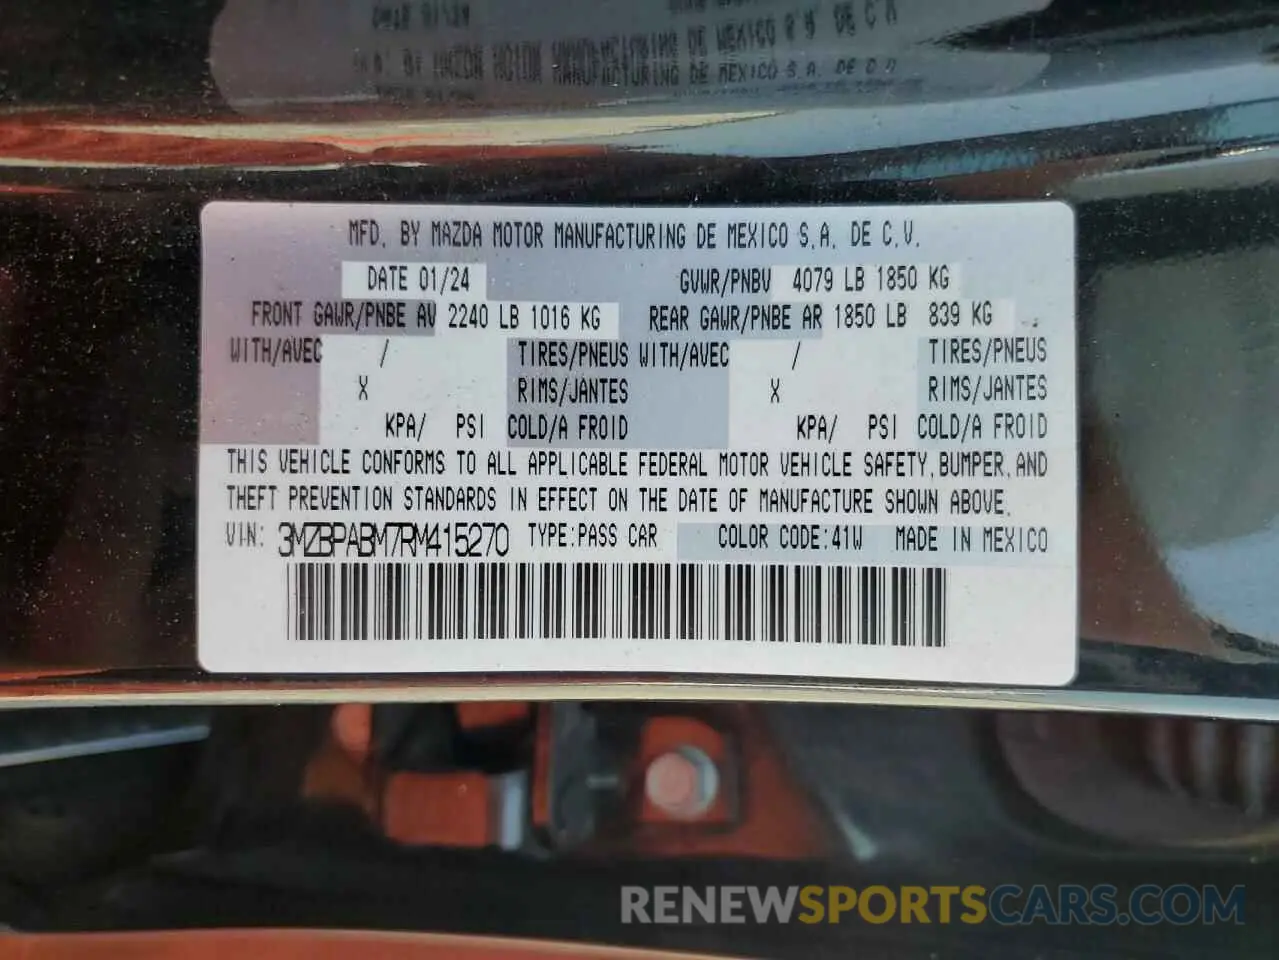 MFD. BY MAZDA MOTOR MANUFACTURING DE MEXICO S.A. DE C.V.
DATE 01/24 GVWR/PNBV 4079 LB 1850 KG
FRONT GAWR/PNBE AV 2240 LB 1016 KG REAR GAWR/PNBE AR 1850 LB 839 KG
WITH/AVEC / TIRES/PNEUS WITH/AVEC / TIRES/PNEUS
X RIMS/JANTES X RIMS/JANTES
KPA/ PSI COLD/A FROID KPA/ PSI COLD/A FROID
THIS VEHICLE CONFORMS TO ALL APPLICABLE FEDERAL MOTOR VEHICLE SAFETY, BUMPER, AND
THEFT PREVENTION STANDARDS IN EFFECT ON THE DATE OF MANUFACTURE SHOWN ABOVE.
VIN: 3MZBPABM7RM415270 TYPE:PASS CAR COLOR CODE:41W MADE IN MEXICO
RENEWSPORTSCARS.COM